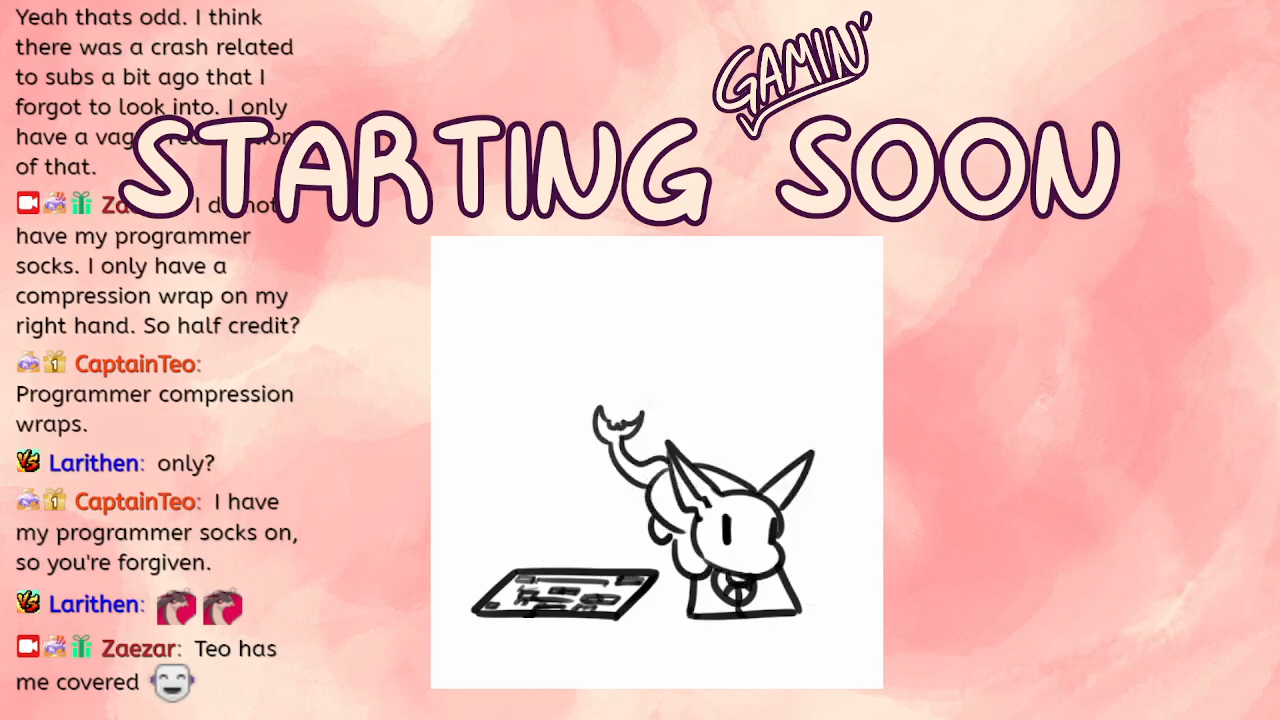 Yeah thats odd. I think
there was a crash related
to subs a bit ago that I
forgot to look into. I only
have a
of that.
I do not
have my programmer
socks. I only have a
compression wrap on my
right hand. So half credit?
1 CaptainTeo:
Programmer compression
wraps.
Larithen: only?
1 CaptainTeo: I have
my programmer socks on,
so you're forgiven.
Larithen:
Zaezar: Teo has
me covered
GAMIN'
STARTING SOON